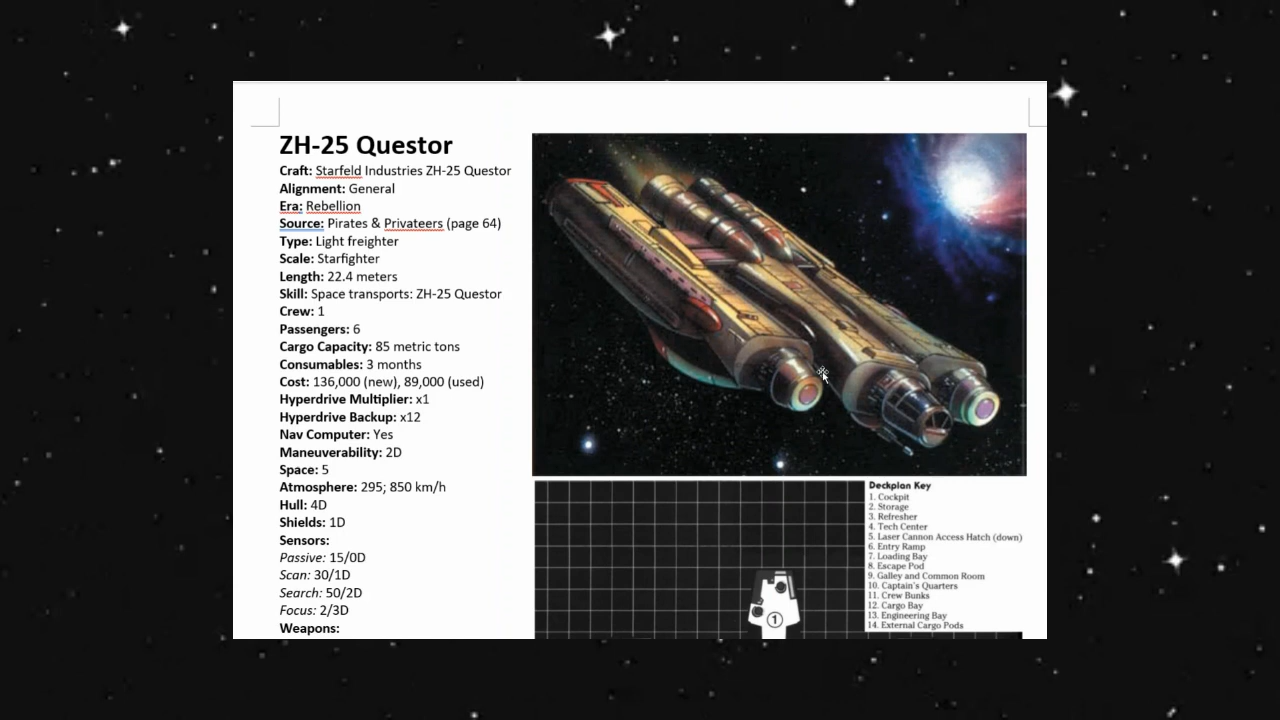 ZH-25 Questor
Craft: Starfeld Industries ZH-25 Questor
Alignment: General
Era: Rebellion
Source: Pirates & Privateers (page 64)
Type: Light freighter
Scale: Starfighter
Length: 22.4 meters
Skill: Space transports: ZH-25 Questor
Crew: 1
Passengers: 6
Cargo Capacity: 85 metric tons
Consumables: 3 months
Cost: 136,000 (new), 89,000 (used)
Hyperdrive Multiplier: x1
Hyperdrive Backup: x12
Nav Computer: Yes
Maneuverability: 2D
Space: 5
Atmosphere: 295; 850 km/h
Hull: 4D
Shields: 1D
Sensors:
Passive: 15/0D
Scan: 30/1D
Search: 50/2D
Focus: 2/3D
Weapons:
Deckplan Key
1. Cockpit
2. Storage
3. Refresher
4. Tech Center
5. Laser Cannon Access Hatch (down)
6. Entry Ramp
7. Loading Bay
8. Escape Pod
9. Galley and Common Room
10. Captain's Quarters
11. Crew Bunks
12. Cargo Bay
13. Engineering Bay
14. External Cargo Pods
1